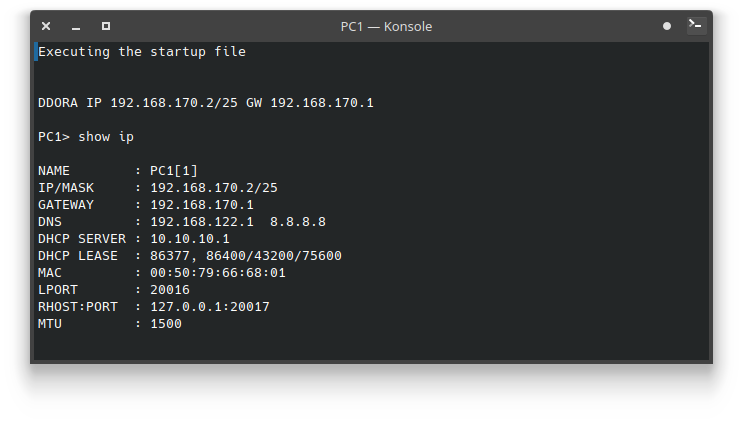 PC1 — Konsole
Executing the startup file
DDORA IP 192.168.170.2/25 GW 192.168.170.1
PC1> show ip
NAME        : PC1[1]
IP/MASK     : 192.168.170.2/25
GATEWAY     : 192.168.170.1
DNS         : 192.168.122.1  8.8.8.8
DHCP SERVER : 10.10.10.1
DHCP LEASE  : 86377, 86400/43200/75600
MAC         : 00:50:79:66:68:01
LPORT       : 20016
RHOST:PORT  : 127.0.0.1:20017
MTU         : 1500